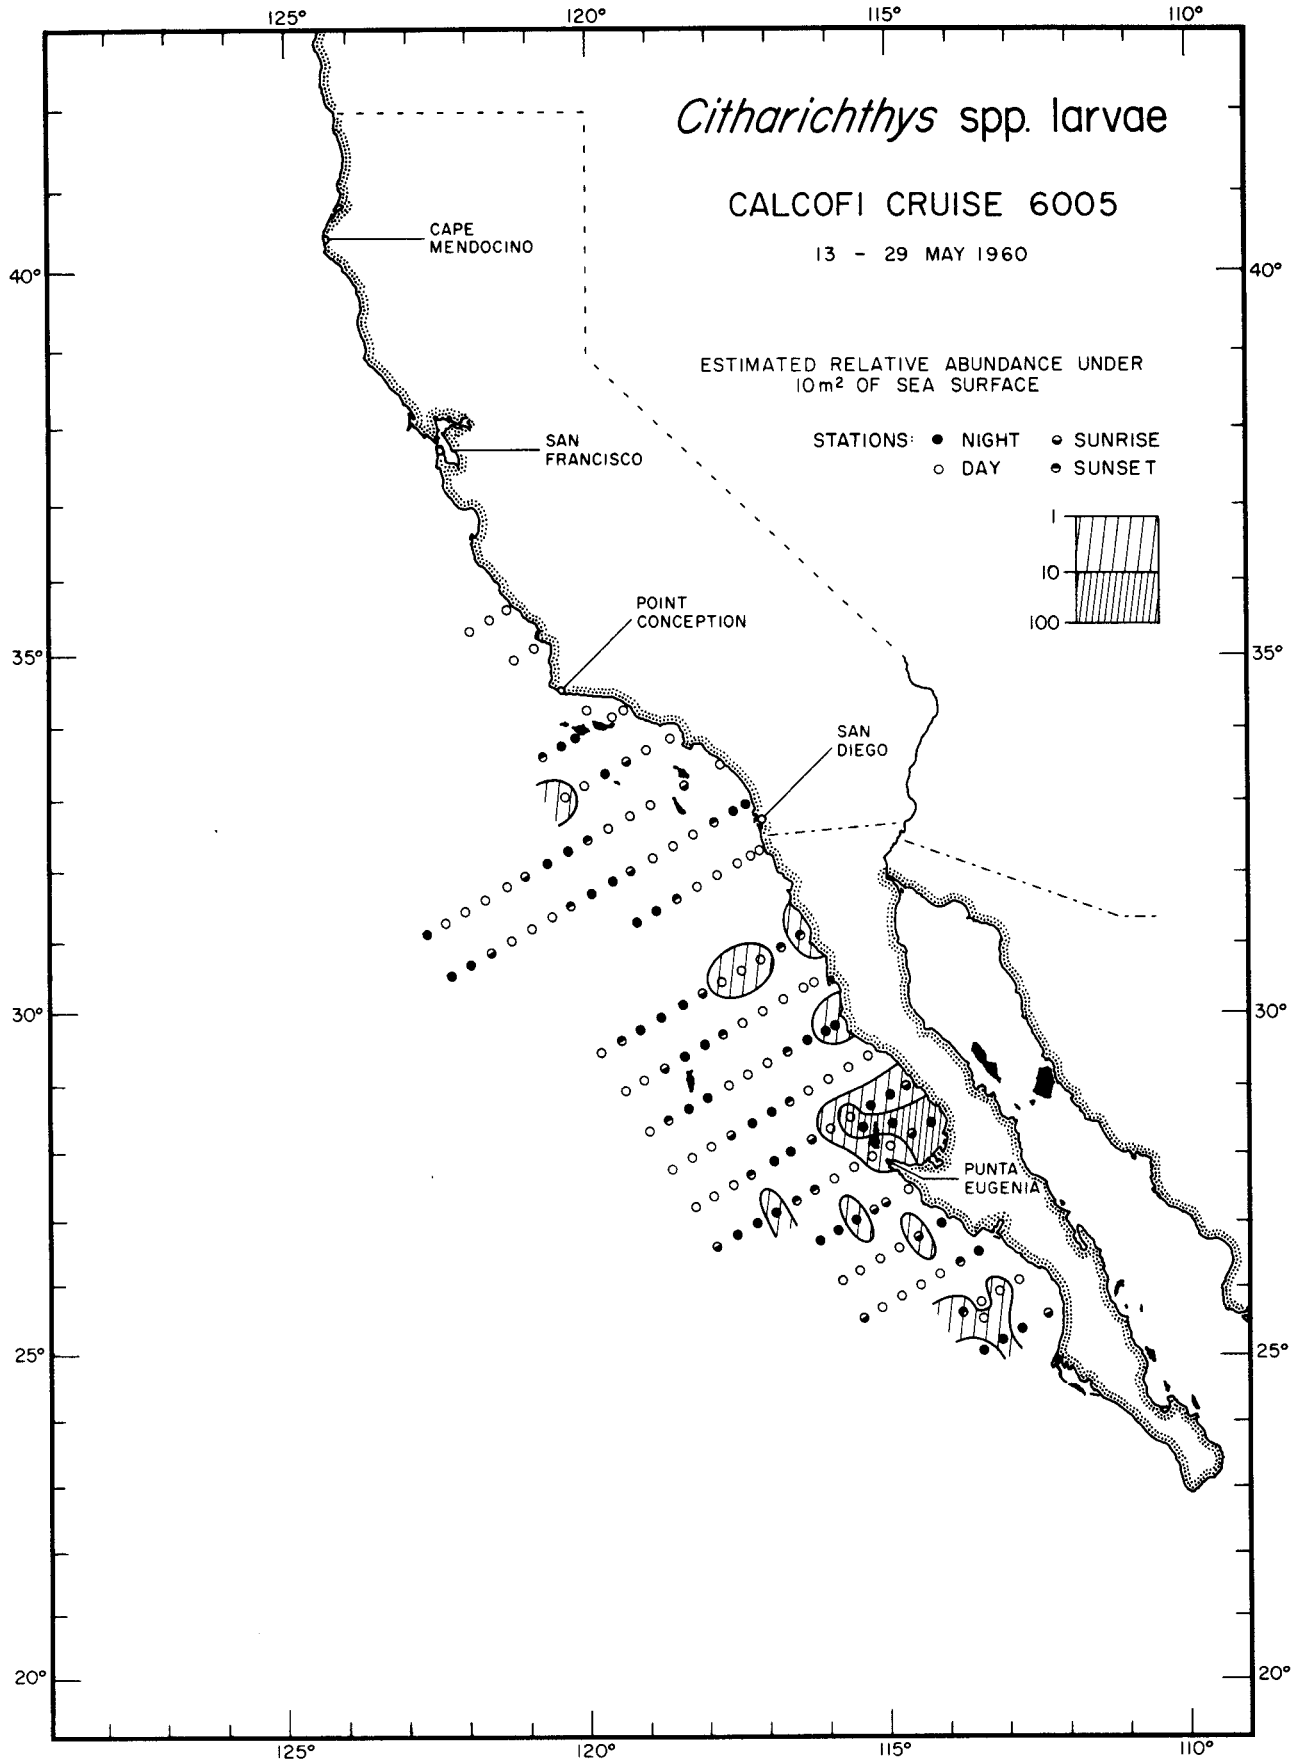 125° 120° 115° 110°
Citharichthys spp. larvae
CALCOFI CRUISE 6005
13 – 29 MAY 1960
CAPE
MENDOCINO
40° 40°
ESTIMATED RELATIVE ABUNDANCE UNDER
10m² OF SEA SURFACE
STATIONS: ● NIGHT ◒ SUNRISE
○ DAY ◓ SUNSET
SAN
FRANCISCO
1
10
100
POINT
CONCEPTION
35° 35°
SAN
DIEGO
30° 30°
PUNTA
EUGENIA
25° 25°
20° 20°
125° 120° 115° 110°